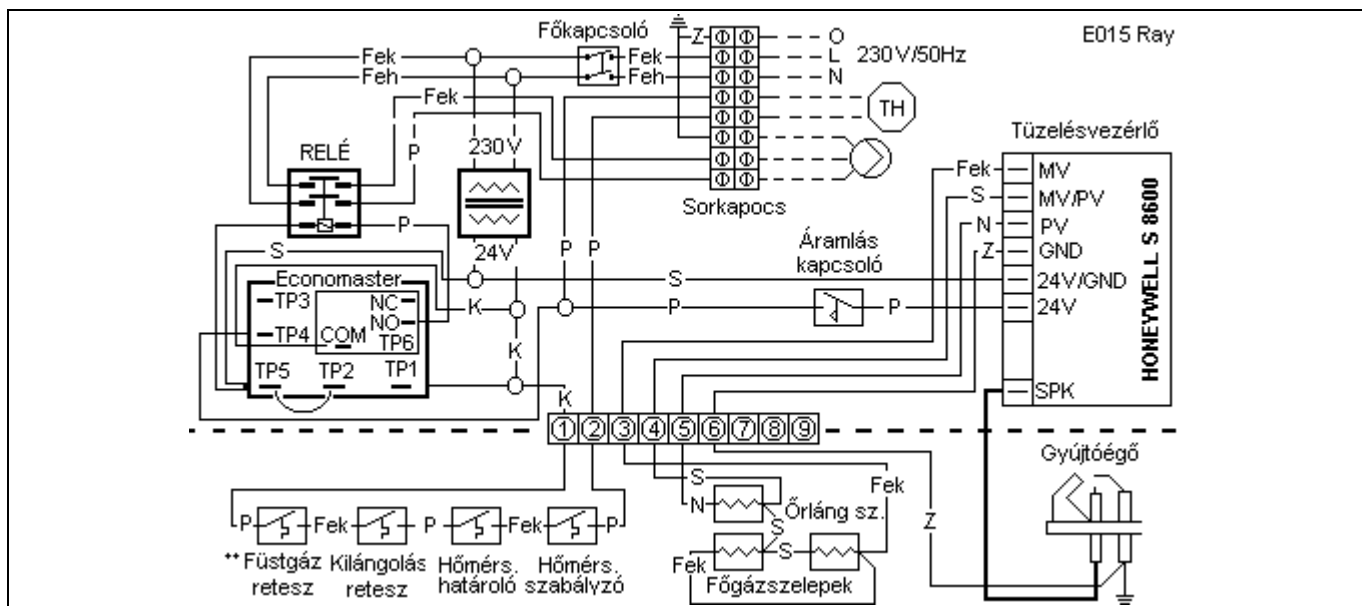 Főkapcsoló
E015 Ray
Z
O
Fek
Fek
L
230V/50Hz
Feh
Feh
N
Fek
TH
Tüzelésvezérlő
RELÉ
P
230V
Fek
MV
S
MV/PV
Sorkapocs
N
PV
P
Z
GND
S
24V
P
P
Áramlás
kapcsoló
Economaster
S
24V/GND
TP3
NC
K
P
P
24V
TP4
NO
COM
TP6
K
TP5
TP2
TP1
SPK
HONEYWELL S 8600
K
1 2 3 4 5 6 7 8 9
Gyújtóégő
S
Fek
P
Fek
P
Fek
P
N
Őrláng sz.
Z
S
** Füstgáz
retesz
Kilángolás
retesz
Hőmérs.
határoló
Hőmérs.
szabályzó
Fek
S
Főgázszelepek